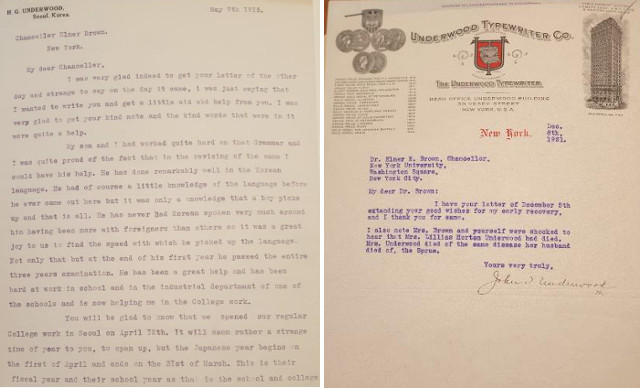 H. G. UNDERWOOD.
Seoul, Korea.
May 9th 1915.
Chancellor Elmer Brown.
New York.
My dear Chancellor,
I was very glad indeed to get your letter of the other
day and strange to say on the day it came, i was just saying that
I wanted to write you and get a little aid and help from you. I was
very glad to get your kind note and the kind words that were in it
were quite a help.
My son and I had worked quite hard on that Grammar and
I was quite proud of the fact that in the revising of the same I
could have his help. He has done remarkably well in the Korean
language. He had of course a little knowledge of the language before
he ever came out here but it was only a knowledge that a boy picks
up and that is all. He has never had Korean spoken very much around
him having been more with foreigners than others so it was a great
joy to us to find the speed with which he picked up the language.
Not only that but at the end of his first year he passed the entire
three years examination. He has been a great help and has been
hard at work in school and in the industrial department of one of
the schools and is now helping me in the College work.
You will be glad to know that we opened our regular
College work in Seoul on April 12th. It will seem rather a strange
time of year to you, to open up, but the Japanese year begins on
the first of April and ends on the 31st of March. This is their
fiscal year and their school year as that is the school and college
UNDERWOOD TYPEWRITER CO.
THE UNDERWOOD TYPEWRITER.
HEAD OFFICE UNDERWOOD BUILDING
30 VESEY STREET
NEW YORK, U.S.A.
New York.
Dec.
8th
1921.
Dr. Elmer E. Brown, Chancellor,
New York University,
Washington Square,
New York City.
My dear Dr. Brown:
I have your letter of December 5th
extending your good wishes for my early recovery,
and I thank you for same.
I also note Mrs. Brown and yourself were shocked to
hear that Mrs. Lillias Horton Underwood had died.
Mrs. Underwood died of the same disease her husband
died of, the Sprue.
Yours very truly,
John T Underwood